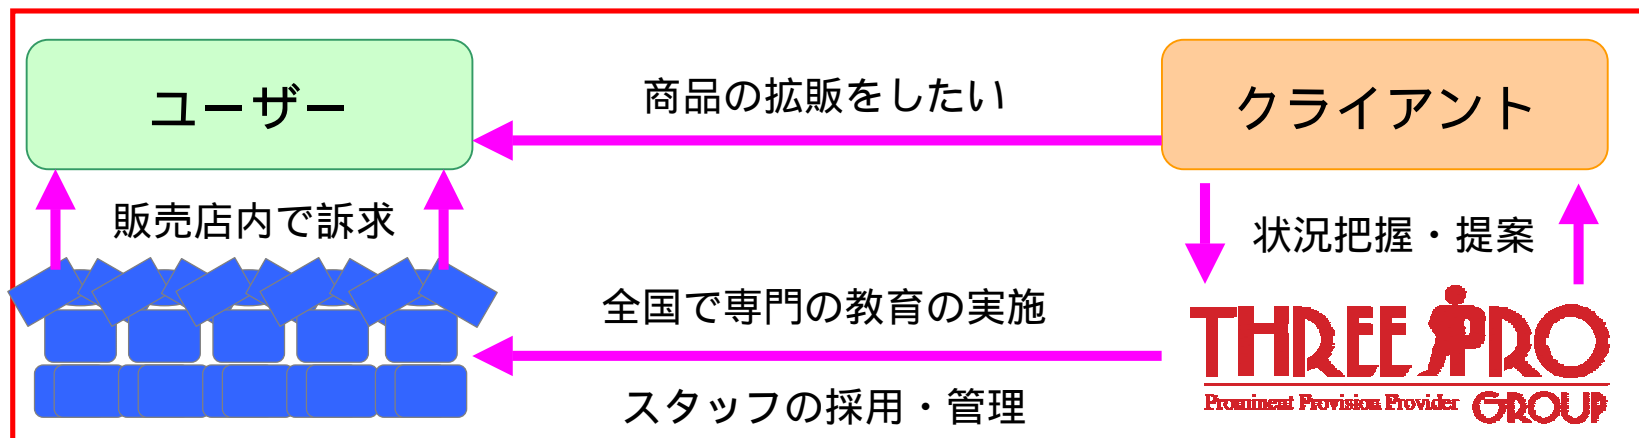 ユーザー
商品の拡販をしたい
クライアント
販売店内で訴求
状況把握・提案
全国で専門の教育の実施
スタッフの採用・管理
THREE PRO
Prominent Provision Provider GROUP